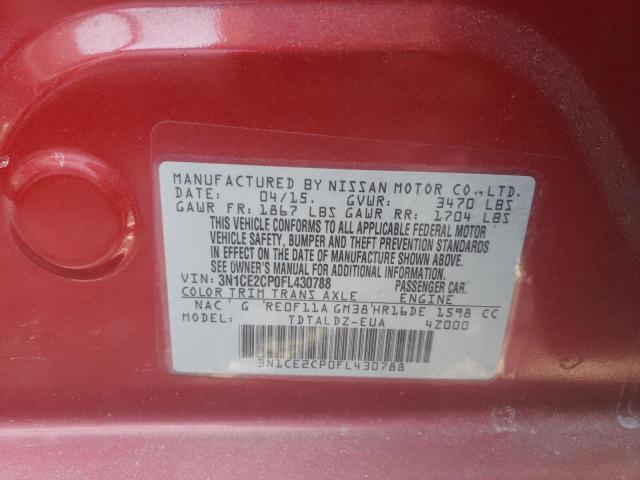 MANUFACTURED BY NISSAN MOTOR CO., LTD.
DATE: 04/15. GVWR: 3470 LBS
GAWR FR: 1867 LBS GAWR RR: 1704 LBS
THIS VEHICLE CONFORMS TO ALL APPLICABLE FEDERAL MOTOR
VEHICLE SAFETY, BUMPER AND THEFT PREVENTION STANDARDS
IN EFFECT ON THE DATE OF MANUFACTURE SHOWN ABOVE.
SEE OWNER'S MANUAL FOR ADDITIONAL INFORMATION
VIN: 3N1CE2CP0FL430788 PASSENGER CAR.
COLOR TRIM TRANS AXLE ENGINE
NAC G RE0F11A GM38 HR16DE 1598 CC
MODEL: TDTALDZ-EUA 4Z000
3N1CE2CP0FL430788